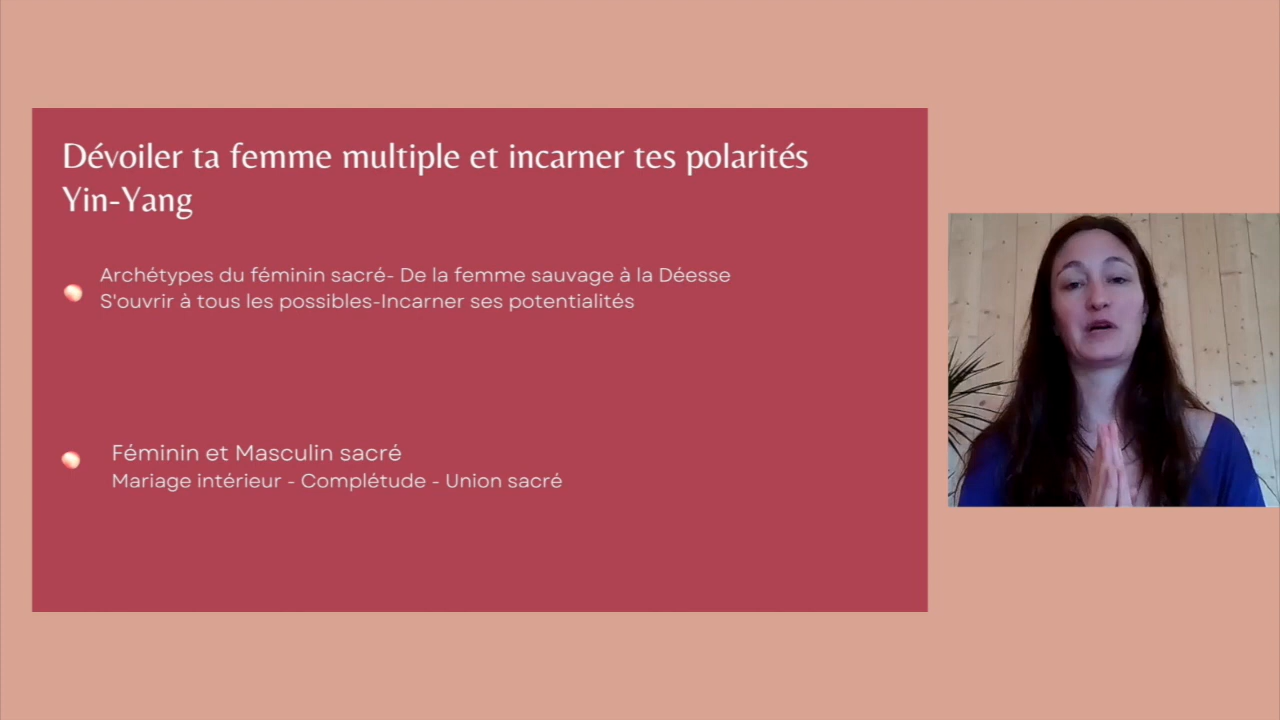 Dévoiler ta femme multiple et incarner tes polarités
Yin-Yang
Archétypes du féminin sacré- De la femme sauvage à la Déesse
S'ouvrir à tous les possibles-Incarner ses potentialités
Féminin et Masculin sacré
Mariage intérieur - Complétude - Union sacré